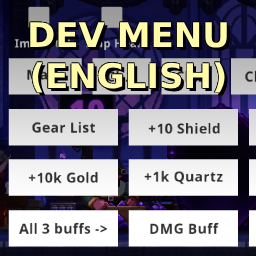 DEV MENU
(ENGLISH)
Gear List
+10 Shield
+10k Gold
+1k Quartz
All 3 buffs ->
DMG Buff